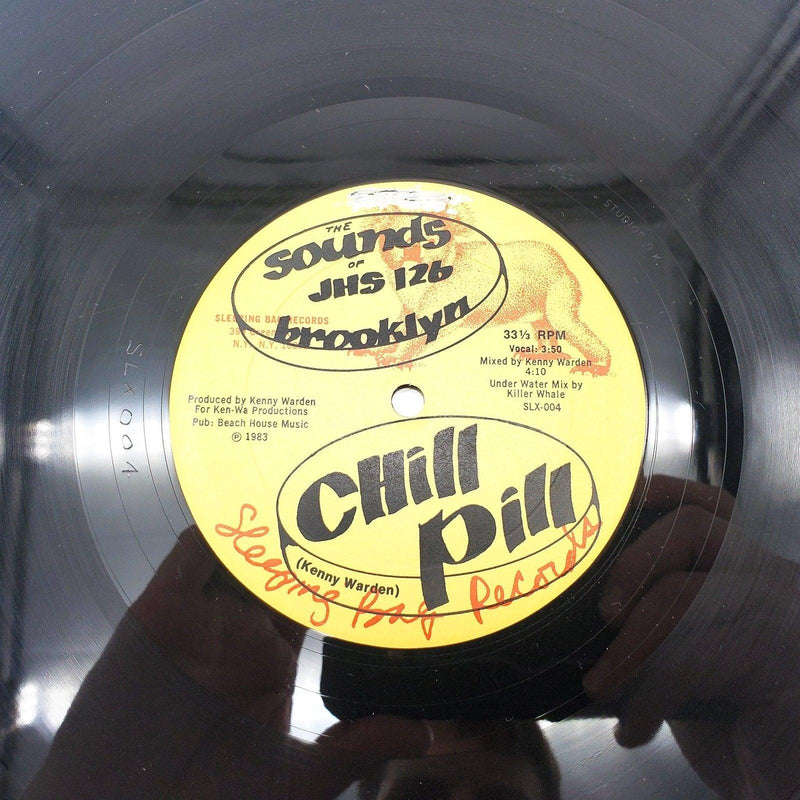 THE
Sounds
OF
JHS 126
brooklyn
SLEEPING BAG RECORDS
N.Y. N.Y.
33⅓ RPM
Vocal: 3:50
Mixed by Kenny Warden
4:10
Under Water Mix by
Killer Whale
SLX-004
Produced by Kenny Warden
For Ken-Wa Productions
Pub: Beach House Music
℗ 1983
CHill
pill
(Kenny Warden)
Sleeping Bag Records
SLX004